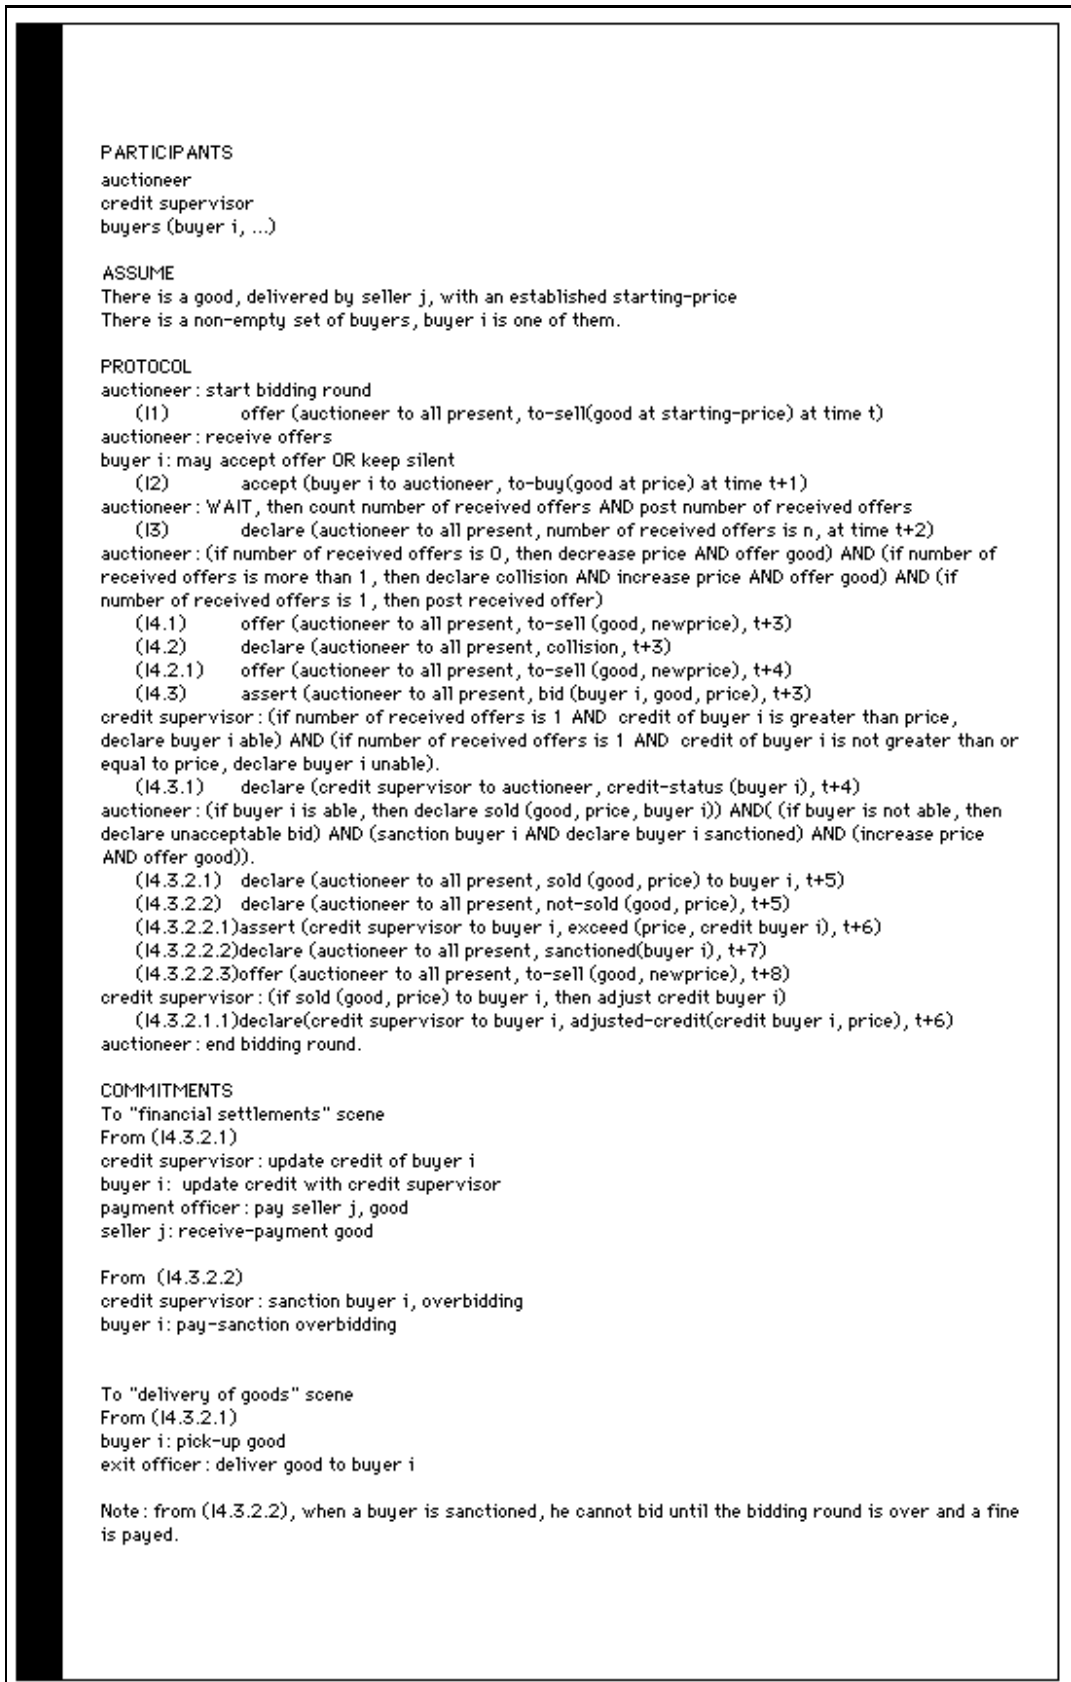 PARTICIPANTS
auctioneer
credit supervisor
buyers (buyer i, ...)
ASSUME
There is a good, delivered by seller j, with an established starting-price
There is a non-empty set of buyers, buyer i is one of them.
PROTOCOL
auctioneer: start bidding round
(I1) offer (auctioneer to all present, to-sell(good at starting-price) at time t)
auctioneer: receive offers
buyer i: may accept offer OR keep silent
(I2) accept (buyer i to auctioneer, to-buy(good at price) at time t+1)
auctioneer: WAIT, then count number of received offers AND post number of received offers
(I3) declare (auctioneer to all present, number of received offers is n, at time t+2)
auctioneer: (if number of received offers is 0, then decrease price AND offer good) AND (if number of
received offers is more than 1, then declare collision AND increase price AND offer good) AND (if
number of received offers is 1, then post received offer)
(I4.1) offer (auctioneer to all present, to-sell (good, newprice), t+3)
(I4.2) declare (auctioneer to all present, collision, t+3)
(I4.2.1) offer (auctioneer to all present, to-sell (good, newprice), t+4)
(I4.3) assert (auctioneer to all present, bid (buyer i, good, price), t+3)
credit supervisor: (if number of received offers is 1 AND credit of buyer i is greater than price,
declare buyer i able) AND (if number of received offers is 1 AND credit of buyer i is not greater than or
equal to price, declare buyer i unable).
(I4.3.1) declare (credit supervisor to auctioneer, credit-status (buyer i), t+4)
auctioneer: (if buyer i is able, then declare sold (good, price, buyer i)) AND( (if buyer is not able, then
declare unacceptable bid) AND (sanction buyer i AND declare buyer i sanctioned) AND (increase price
AND offer good)).
(I4.3.2.1) declare (auctioneer to all present, sold (good, price) to buyer i, t+5)
(I4.3.2.2) declare (auctioneer to all present, not-sold (good, price), t+5)
(I4.3.2.2.1)assert (credit supervisor to buyer i, exceed (price, credit buyer i), t+6)
(I4.3.2.2.2)declare (auctioneer to all present, sanctioned(buyer i), t+7)
(I4.3.2.2.3)offer (auctioneer to all present, to-sell (good, newprice), t+8)
credit supervisor: (if sold (good, price) to buyer i, then adjust credit buyer i)
(I4.3.2.1.1)declare(credit supervisor to buyer i, adjusted-credit(credit buyer i, price), t+6)
auctioneer: end bidding round.
COMMITMENTS
To "financial settlements" scene
From (I4.3.2.1)
credit supervisor: update credit of buyer i
buyer i: update credit with credit supervisor
payment officer: pay seller j, good
seller j: receive-payment good
From (I4.3.2.2)
credit supervisor: sanction buyer i, overbidding
buyer i: pay-sanction overbidding
To "delivery of goods" scene
From (I4.3.2.1)
buyer i: pick-up good
exit officer: deliver good to buyer i
Note: from (I4.3.2.2), when a buyer is sanctioned, he cannot bid until the bidding round is over and a fine
is payed.